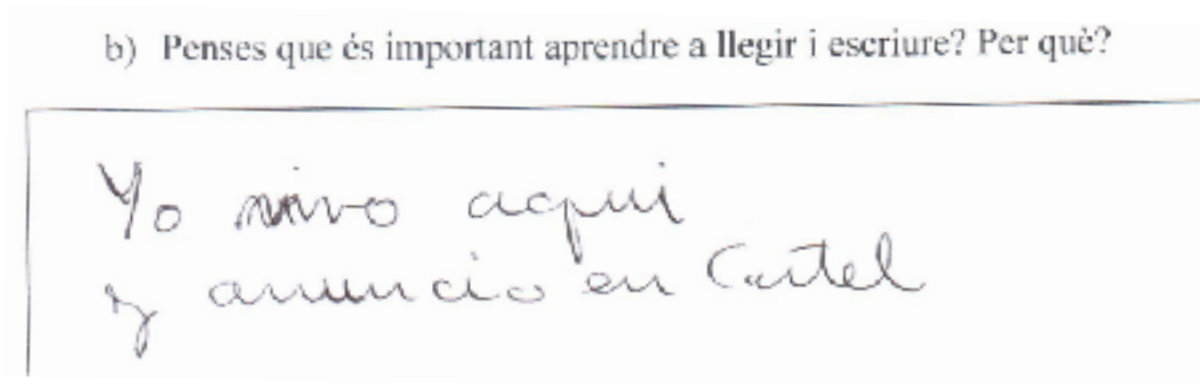 b) Penses que és important aprendre a llegir i escriure? Per què?
Yo vivo aqui
y anuncio en Cartel